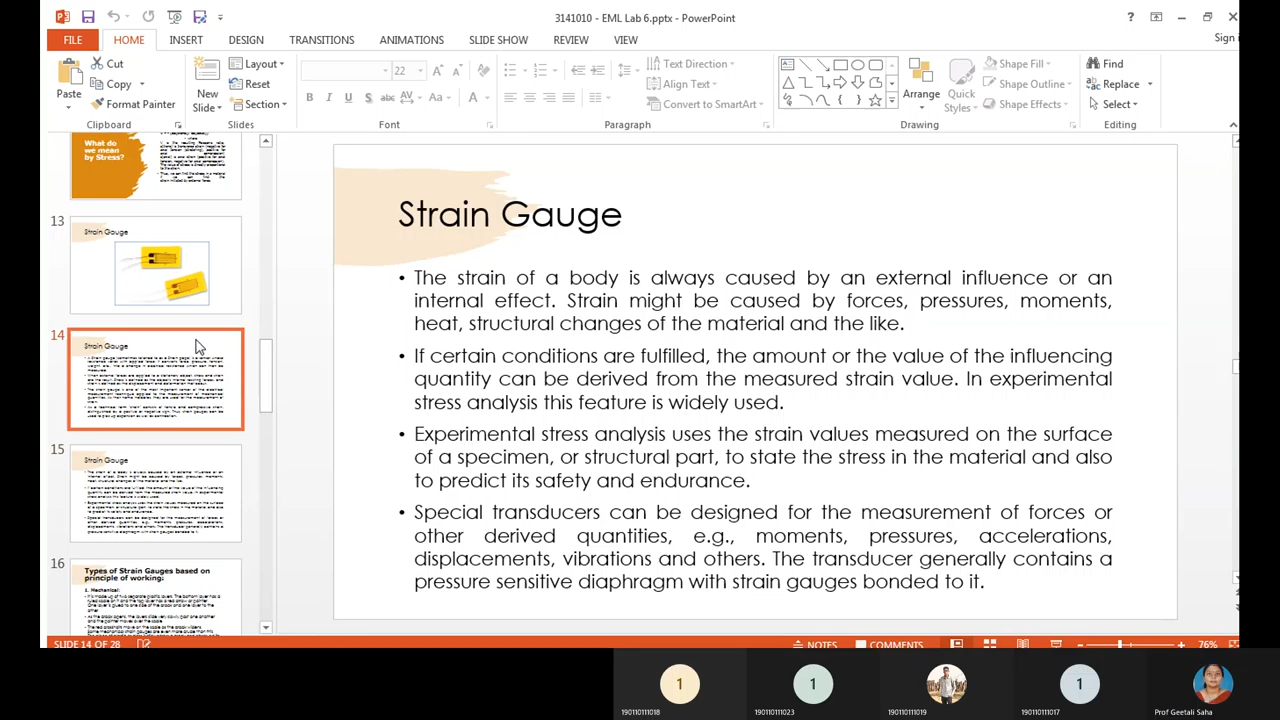 3141010 - EML Lab 6.pptx - PowerPoint
?
Sign i
FILE HOME INSERT DESIGN TRANSITIONS ANIMATIONS SLIDE SHOW REVIEW VIEW
Paste
Cut
Copy
Format Painter
Clipboard
New
Slide
Layout
Reset
Section
Slides
22
Font
Text Direction
Align Text
Convert to SmartArt
Paragraph
Arrange
Quick
Styles
Shape Fill
Shape Outline
Shape Effects
Drawing
Find
Replace
Select
Editing
What do
we mean
by Stress?
13
Strain Gauge
14
Strain Gauge
15
Strain Gauge
16
Types of Strain Gauges based on
principle of working:
1. Mechanical:
Strain Gauge
• The strain of a body is always caused by an external influence or an
internal effect. Strain might be caused by forces, pressures, moments,
heat, structural changes of the material and the like.
• If certain conditions are fulfilled, the amount or the value of the influencing
quantity can be derived from the measured strain value. In experimental
stress analysis this feature is widely used.
• Experimental stress analysis uses the strain values measured on the surface
of a specimen, or structural part, to state the stress in the material and also
to predict its safety and endurance.
• Special transducers can be designed for the measurement of forces or
other derived quantities, e.g., moments, pressures, accelerations,
displacements, vibrations and others. The transducer generally contains a
pressure sensitive diaphragm with strain gauges bonded to it.
SLIDE 14 OF 28
NOTES
COMMENTS
76%
1
1
1
190110111018
190110111023
190110111019
190110111017
Prof Geetali Saha